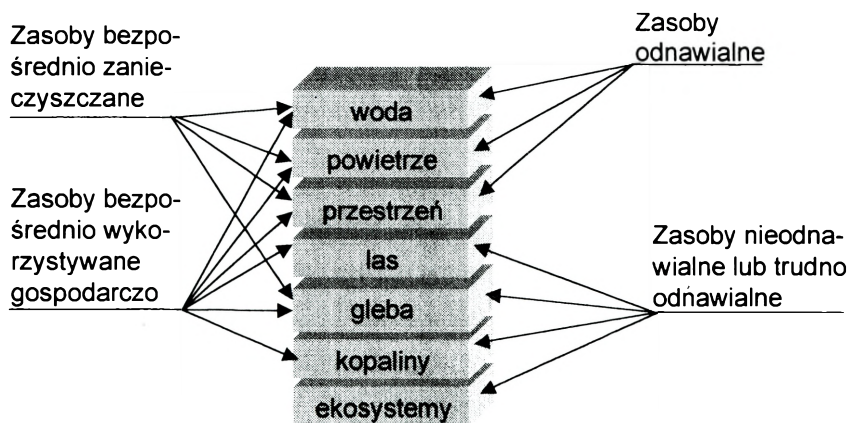 Zasoby bezpo-
średnio zanie-
czyszczane
Zasoby bezpo-
średnio wyko-
rzystywane
gospodarczo
woda
powietrze
przestrzeń
las
gleba
kopaliny
ekosystemy
Zasoby
odnawialne
Zasoby nieodna-
wialne lub trudno
odnawialne